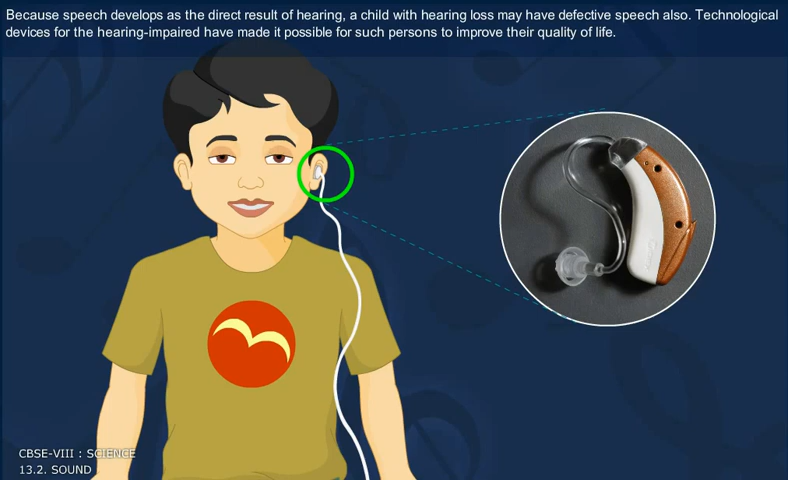 Because speech develops as the direct result of hearing, a child with hearing loss may have defective speech also. Technological
devices for the hearing-impaired have made it possible for such persons to improve their quality of life.
CBSE-VIII : SCIENCE
13.2. SOUND